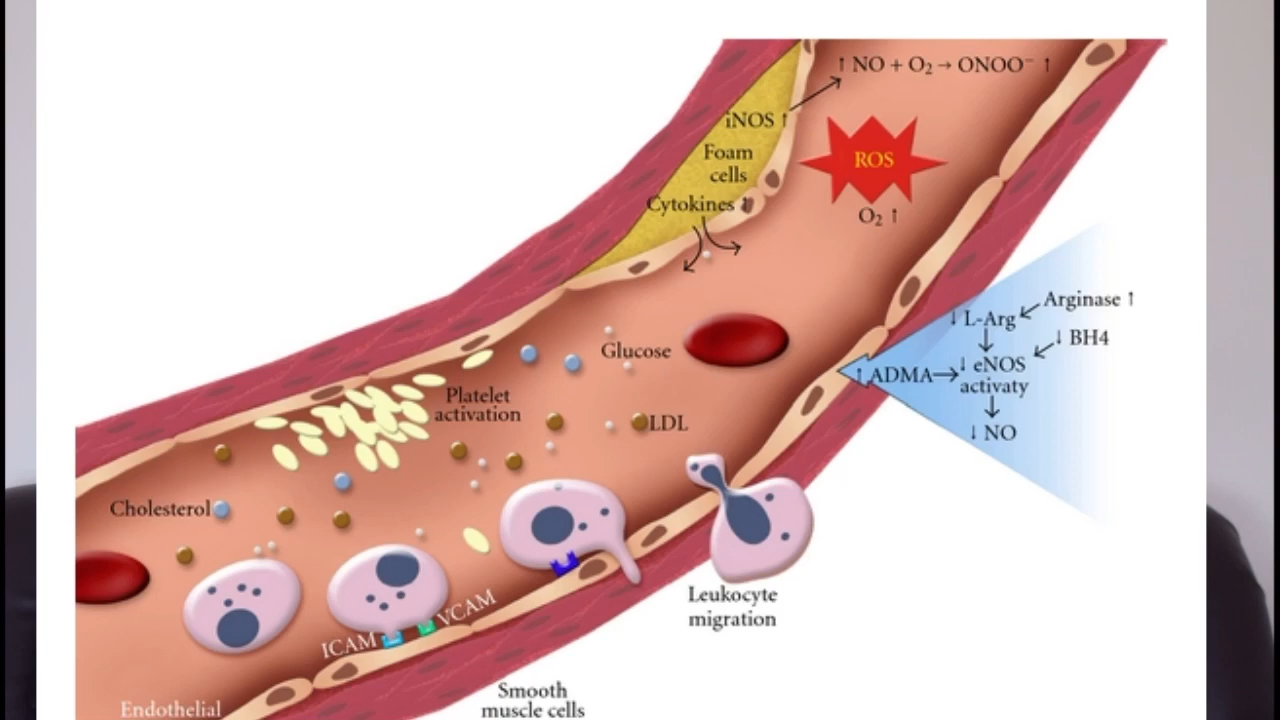 ↑ NO + O₂ → ONOO⁻ ↑
iNOS ↑
Foam
cells
ROS
Cytokines ↑
O₂ ↑
Arginase ↑
↓ L-Arg
↓ BH4
Glucose
↑ ADMA→
↓ eNOS
activaty
↓ NO
Platelet
activation
LDL
Cholesterol
Leukocyte
migration
ICAM
VCAM
Smooth
muscle cells
Endothelial